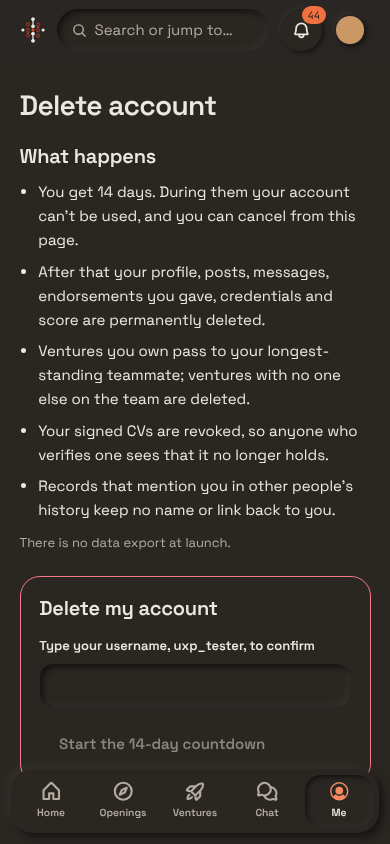 Search or jump to...
44
Delete account
What happens
• You get 14 days. During them your account
can't be used, and you can cancel from this
page.
• After that your profile, posts, messages,
endorsements you gave, credentials and
score are permanently deleted.
• Ventures you own pass to your longest-
standing teammate; ventures with no one
else on the team are deleted.
• Your signed CVs are revoked, so anyone who
verifies one sees that it no longer holds.
• Records that mention you in other people's
history keep no name or link back to you.
There is no data export at launch.
Delete my account
Type your username, uxp_tester, to confirm
Start the 14-day countdown
Home
Openings
Ventures
Chat
Me